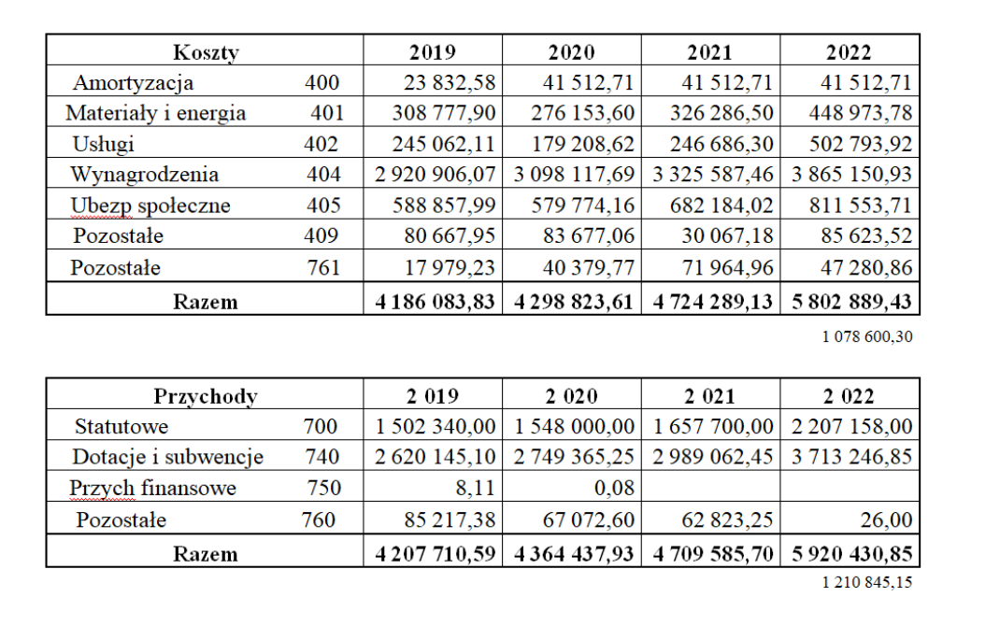 Koszty 2019 2020 2021 2022
Amortyzacja 400 23 832,58 41 512,71 41 512,71 41 512,71
Materiały i energia 401 308 777,90 276 153,60 326 286,50 448 973,78
Usługi 402 245 062,11 179 208,62 246 686,30 502 793,92
Wynagrodzenia 404 2 920 906,07 3 098 117,69 3 325 587,46 3 865 150,93
Ubezp społeczne 405 588 857,99 579 774,16 682 184,02 811 553,71
Pozostałe 409 80 667,95 83 677,06 30 067,18 85 623,52
Pozostałe 761 17 979,23 40 379,77 71 964,96 47 280,86
Razem 4 186 083,83 4 298 823,61 4 724 289,13 5 802 889,43
1 078 600,30
Przychody 2 019 2 020 2 021 2 022
Statutowe 700 1 502 340,00 1 548 000,00 1 657 700,00 2 207 158,00
Dotacje i subwencje 740 2 620 145,10 2 749 365,25 2 989 062,45 3 713 246,85
Przych finansowe 750 8,11 0,08
Pozostałe 760 85 217,38 67 072,60 62 823,25 26,00
Razem 4 207 710,59 4 364 437,93 4 709 585,70 5 920 430,85
1 210 845,15